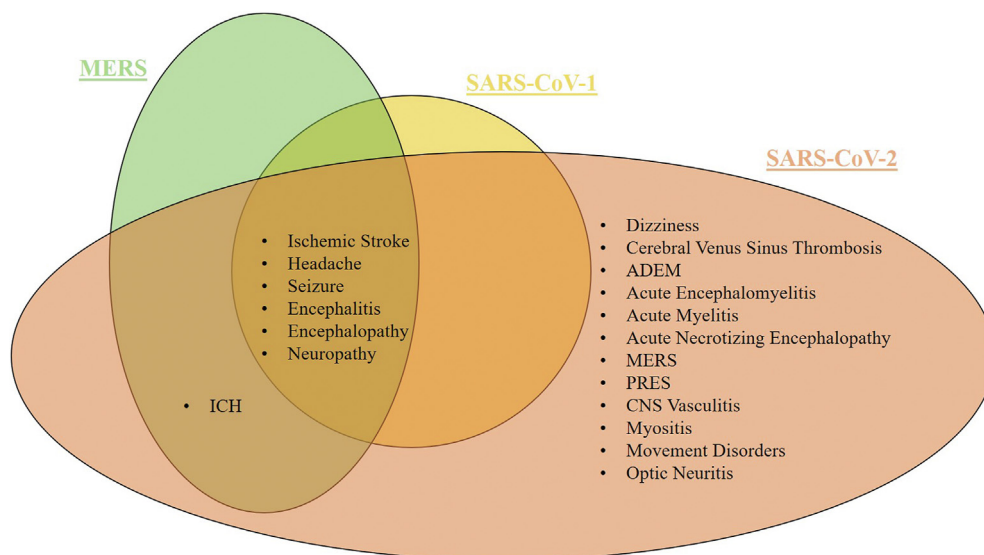 MERS
SARS-CoV-1
SARS-CoV-2
• Ischemic Stroke
• Headache
• Seizure
• Encephalitis
• Encephalopathy
• Neuropathy
• ICH
• Dizziness
• Cerebral Venus Sinus Thrombosis
• ADEM
• Acute Encephalomyelitis
• Acute Myelitis
• Acute Necrotizing Encephalopathy
• MERS
• PRES
• CNS Vasculitis
• Myositis
• Movement Disorders
• Optic Neuritis